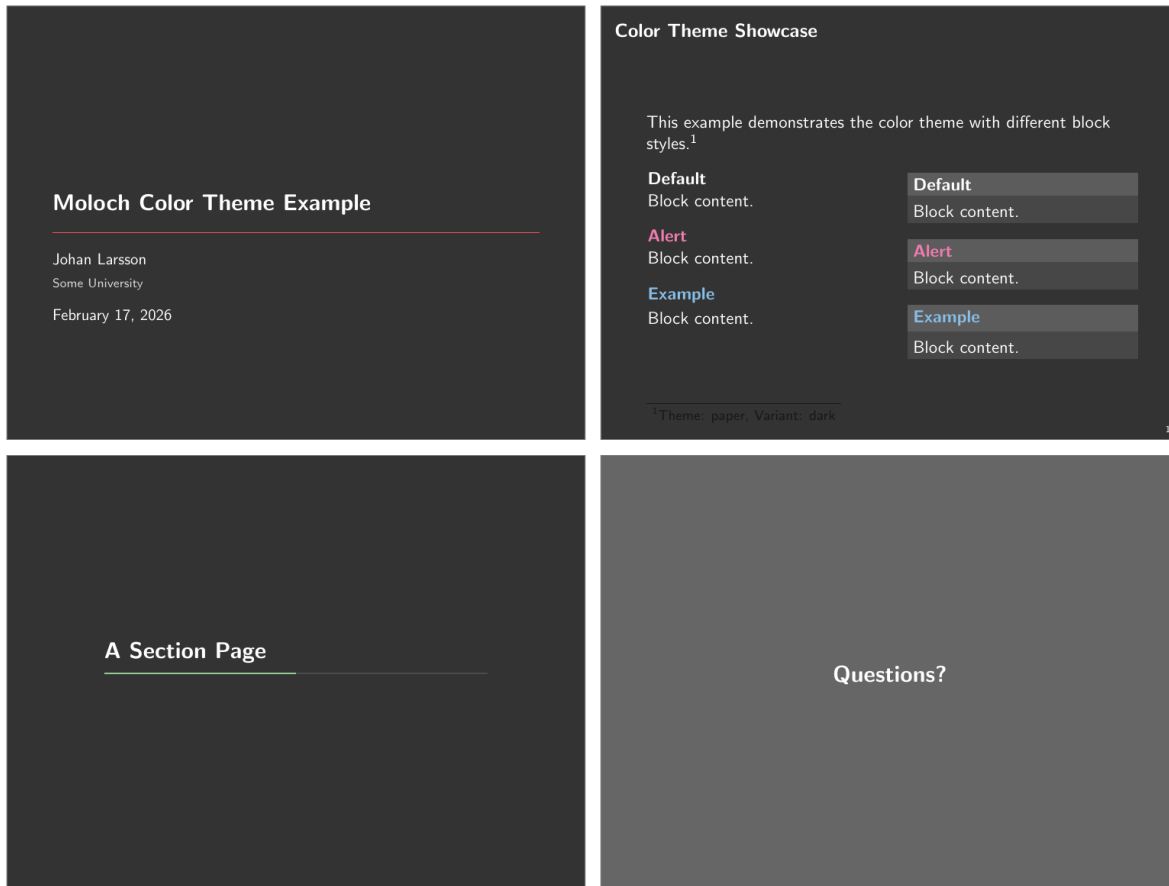 Moloch Color Theme Example
Johan Larsson
Some University
February 17, 2026
Color Theme Showcase
This example demonstrates the color theme with different block
styles.¹
Default
Block content.
Alert
Block content.
Example
Block content.
Default
Block content.
Alert
Block content.
Example
Block content.
¹Theme: paper, Variant: dark
1
A Section Page
Questions?